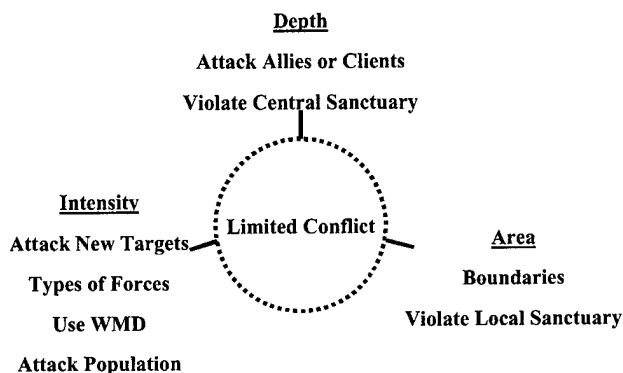 Depth
Attack Allies or Clients
Violate Central Sanctuary
Intensity
Attack New Targets
Types of Forces
Use WMD
Attack Population
Limited Conflict
Area
Boundaries
Violate Local Sanctuary